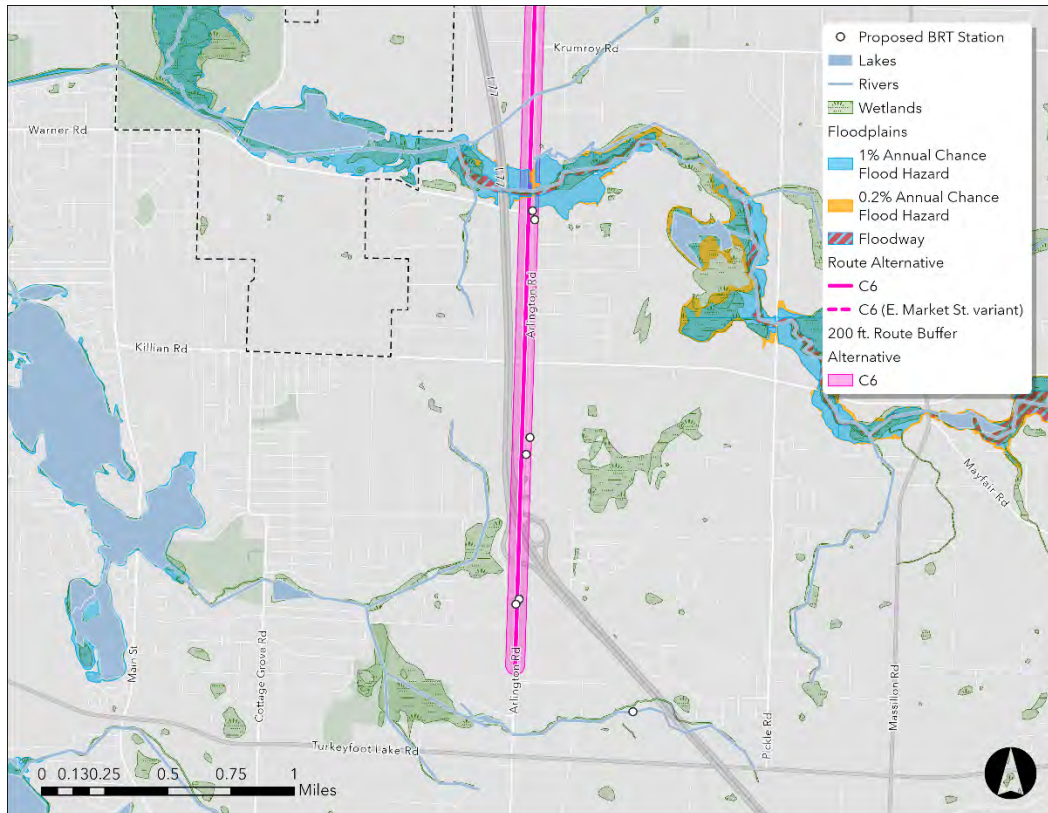 Krumroy Rd
I 77
Warner Rd
I 77
Arlington Rd
Killian Rd
Mayfair Rd
Main St
Cottage Grove Rd
Arlington Rd
Pickle Rd
Massillon Rd
Turkeyfoot Lake Rd
0 0.130.25 0.5 0.75 1
Miles
Proposed BRT Station
Lakes
Rivers
Wetlands
Floodplains
1% Annual Chance
Flood Hazard
0.2% Annual Chance
Flood Hazard
Floodway
Route Alternative
C6
C6 (E. Market St. variant)
200 ft. Route Buffer
Alternative
C6